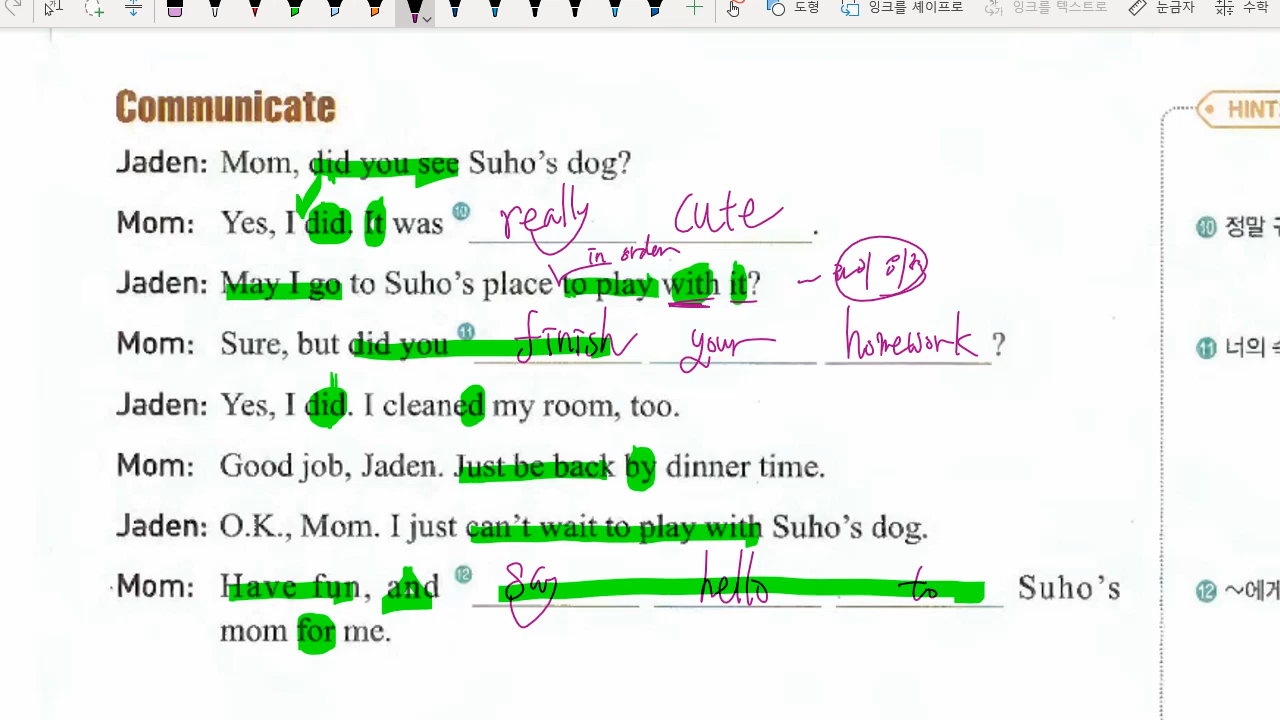 도형 잉크를 셰이프로 잉크를 텍스트로 눈금자 수학
Communicate
HINT
Jaden: Mom, did you see Suho's dog?
Mom: Yes, I did. It was ⑩ really cute .
⑩ 정말
in order
Jaden: May I go to Suho's place to play with it?
Mom: Sure, but did you ⑪ finish your homework ?
⑪ 너의
Jaden: Yes, I did. I cleaned my room, too.
Mom: Good job, Jaden. Just be back by dinner time.
Jaden: O.K., Mom. I just can't wait to play with Suho's dog.
Mom: Have fun, and ⑫ say hello to Suho's
⑫ ~에게
mom for me.